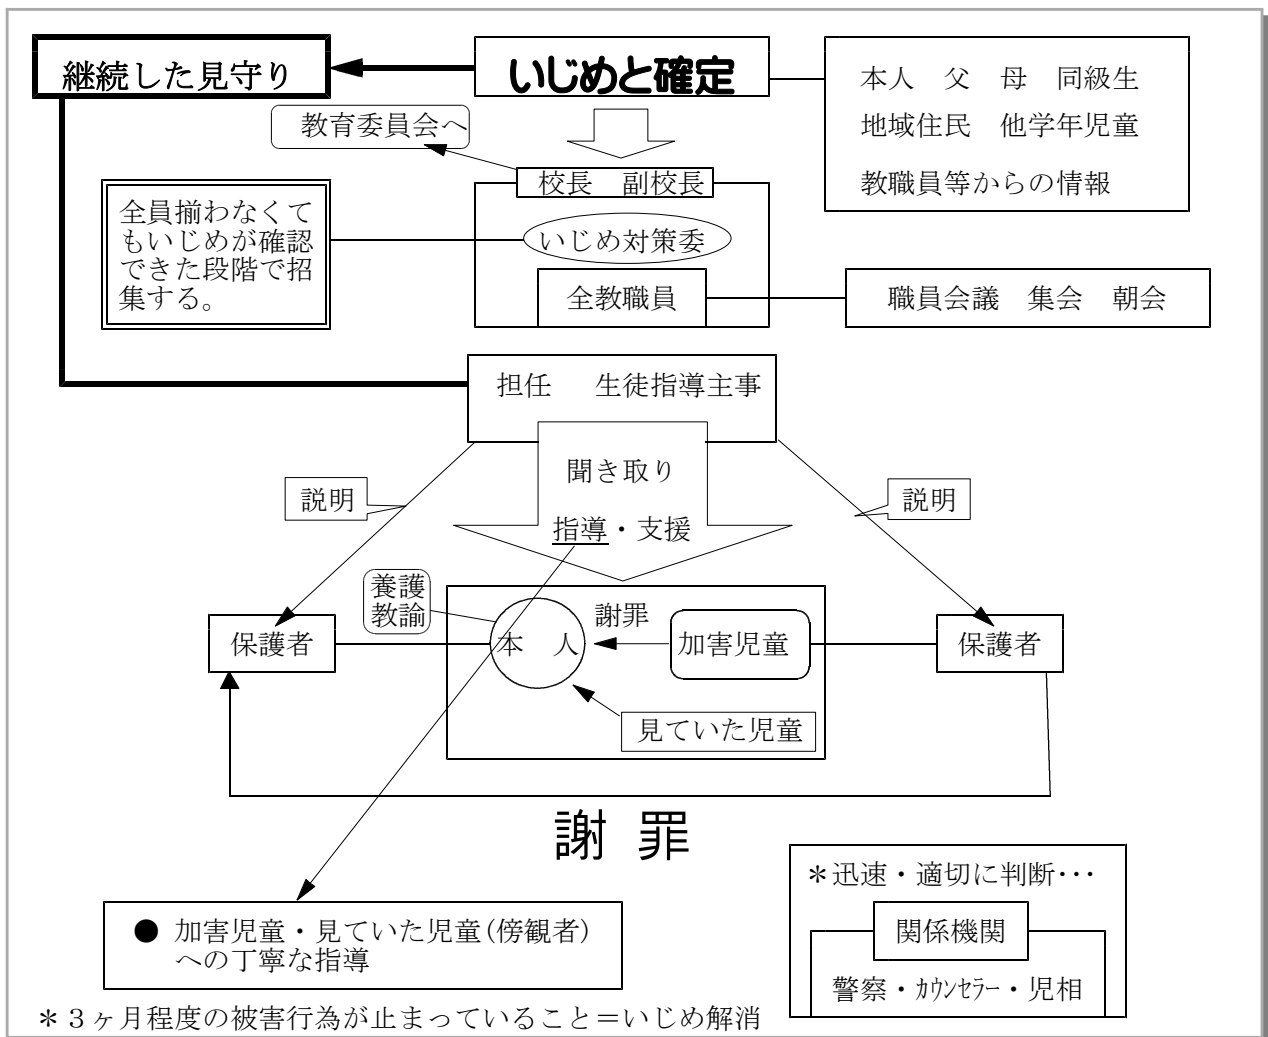 継続した見守り
いじめと確定
本人　父　母　同級生
地域住民　他学年児童
教職員等からの情報
教育委員会へ
校長　副校長
全員揃わなくて
もいじめが確認
できた段階で招
集する。
いじめ対策委
全教職員
職員会議　集会　朝会
担任　生徒指導主事
聞き取り
指導・支援
説明
説明
養護
教諭
保護者
本　人
謝罪
加害児童
保護者
見ていた児童
謝 罪
＊迅速・適切に判断･･･
関係機関
警察・ｶｳﾝｾﾗｰ・児相
● 加害児童・見ていた児童(傍観者)
への丁寧な指導
＊３ヶ月程度の被害行為が止まっていること＝いじめ解消